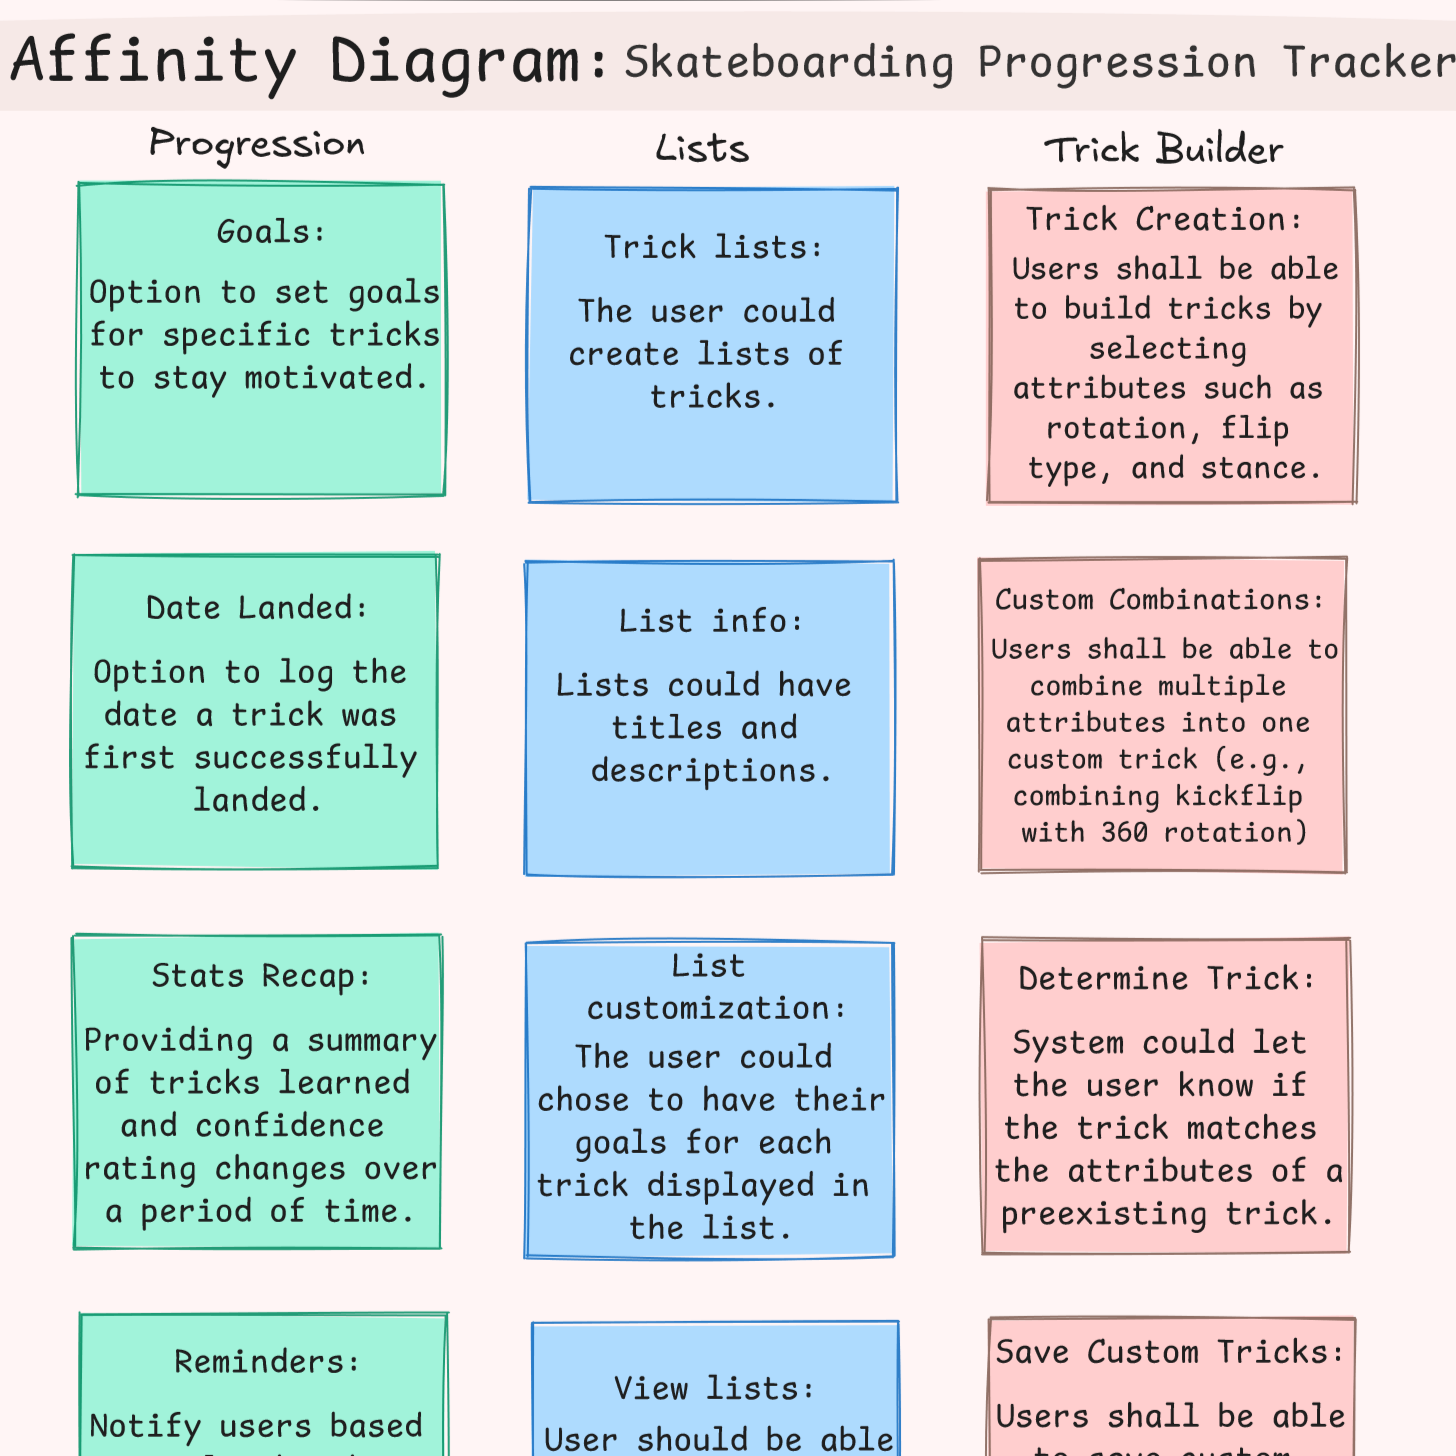 Affinity Diagram: Skateboarding Progression Tracker
Progression
Goals:
Option to set goals
for specific tricks
to stay motivated.
Date Landed:
Option to log the
date a trick was
first successfully
landed.
Stats Recap:
Providing a summary
of tricks learned
and confidence
rating changes over
a period of time.
Reminders:
Notify users based
Lists
Trick lists:
The user could
create lists of
tricks.
List info:
Lists could have
titles and
descriptions.
List
customization:
The user could
chose to have their
goals for each
trick displayed in
the list.
View lists:
User should be able
Trick Builder
Trick Creation:
Users shall be able
to build tricks by
selecting
attributes such as
rotation, flip
type, and stance.
Custom Combinations:
Users shall be able to
combine multiple
attributes into one
custom trick (e.g.,
combining kickflip
with 360 rotation)
Determine Trick:
System could let
the user know if
the trick matches
the attributes of a
preexisting trick.
Save Custom Tricks:
Users shall be able
to save custom